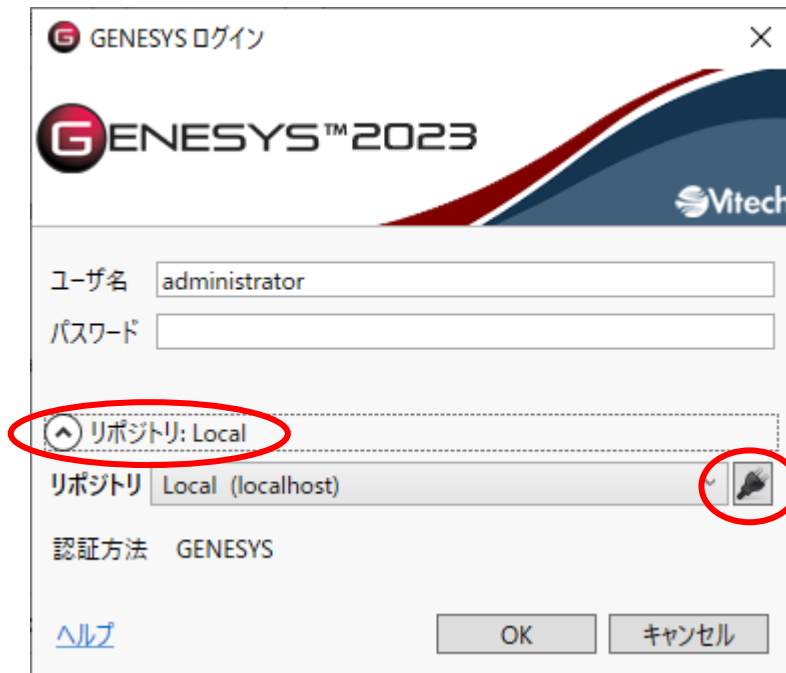 GENESYS ログイン
GENESYS™2023
Vitech
ユーザ名 administrator
パスワード
リポジトリ: Local
リポジトリ Local (localhost)
認証方法 GENESYS
ヘルプ OK キャンセル